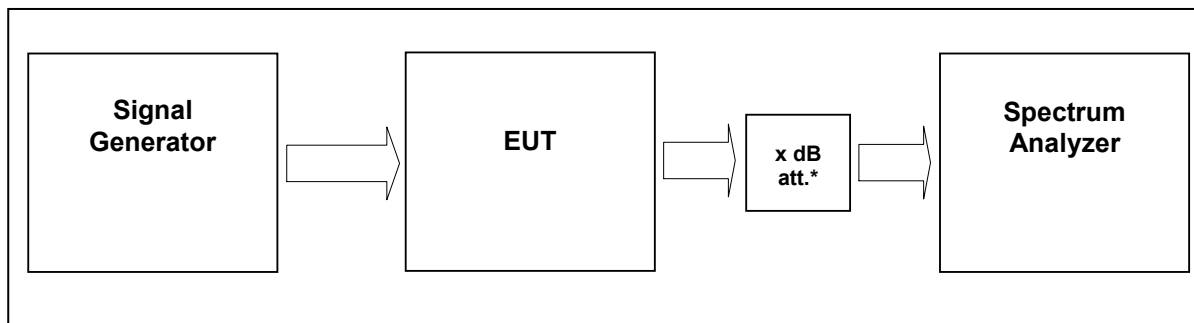 Signal
Generator
EUT
x dB
att.*
Spectrum
Analyzer